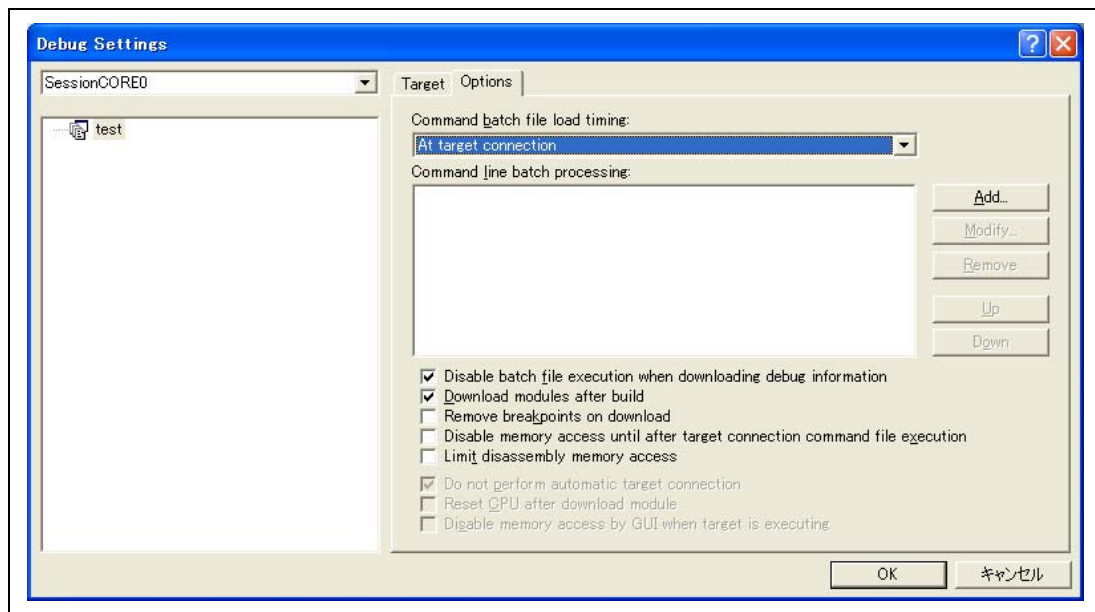 Debug Settings
SessionCORE0
test
Target
Options
Command batch file load timing:
At target connection
Command line batch processing:
Add...
Modify...
Remove
Up
Down
Disable batch file execution when downloading debug information
Download modules after build
Remove breakpoints on download
Disable memory access until after target connection command file execution
Limit disassembly memory access
Do not perform automatic target connection
Reset CPU after download module
Disable memory access by GUI when target is executing
OK
キャンセル